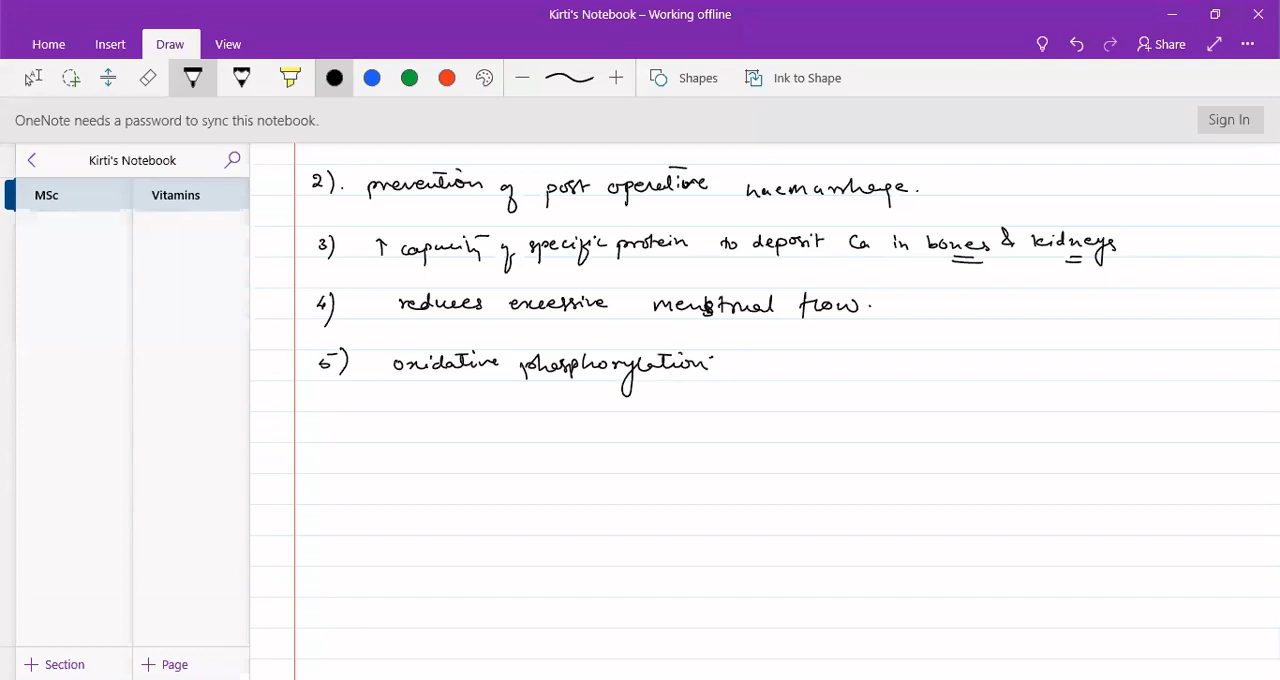 Kirti's Notebook – Working offline
Home Insert Draw View Share
Shapes Ink to Shape
OneNote needs a password to sync this notebook. Sign In
Kirti's Notebook
MSc Vitamins
2). prevention of post operative haemarrhage.
3) ↑ capacity of specific protein to deposit Ca in bones & kidneys
4) reduces excessive menstrual flow.
5) oxidative phosphorylation
+ Section + Page